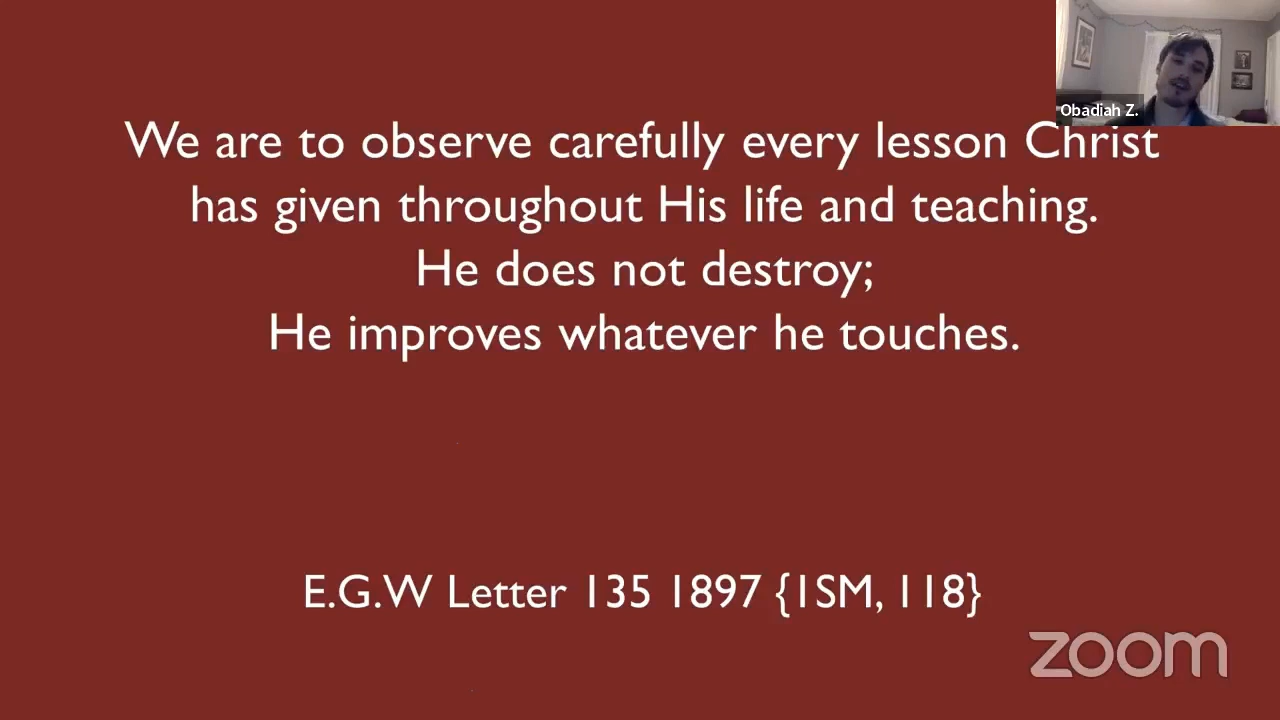 Obadiah Z.
We are to observe carefully every lesson Christ
has given throughout His life and teaching.
He does not destroy;
He improves whatever he touches.
E.G.W Letter 135 1897 {1SM, 118}
zoom